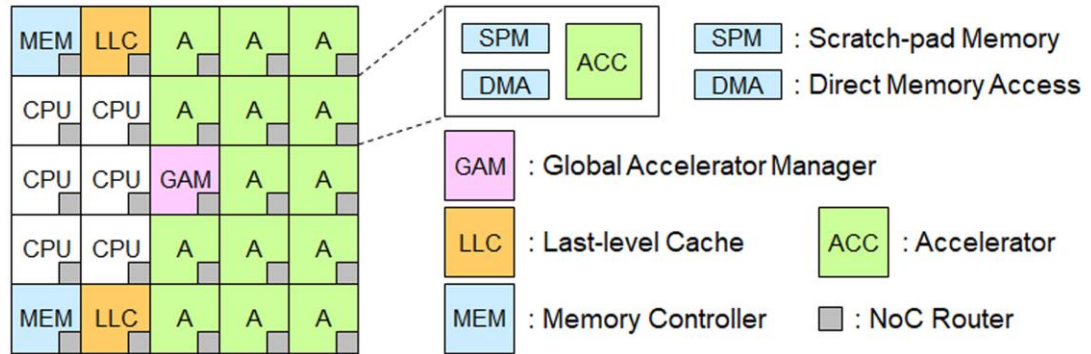 MEM LLC A A A
CPU CPU A A A
CPU CPU GAM A A
CPU CPU A A A
MEM LLC A A A
SPM
DMA
ACC
SPM : Scratch-pad Memory
DMA : Direct Memory Access
GAM : Global Accelerator Manager
LLC : Last-level Cache
ACC : Accelerator
MEM : Memory Controller
: NoC Router